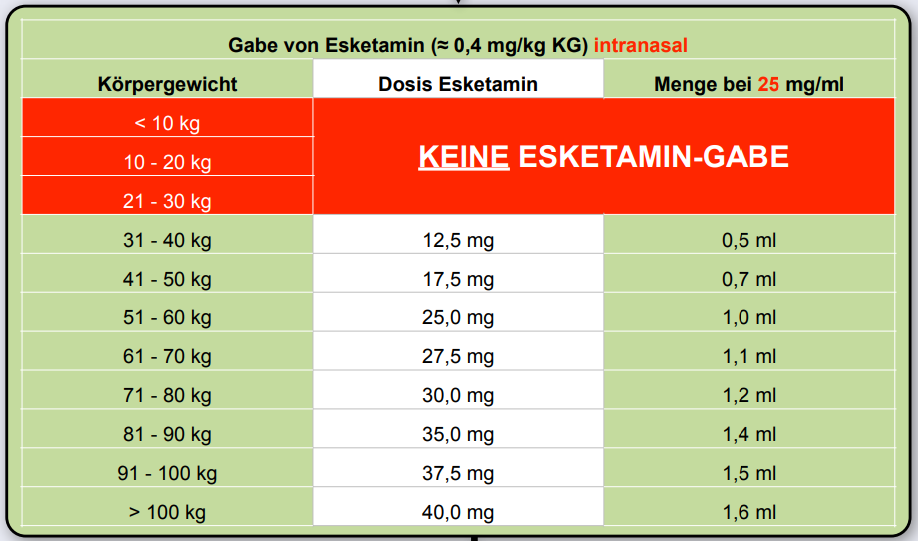 Gabe von Esketamin (≈ 0,4 mg/kg KG) intranasal
Körpergewicht Dosis Esketamin Menge bei 25 mg/ml
< 10 kg
10 - 20 kg KEINE ESKETAMIN-GABE
21 - 30 kg
31 - 40 kg 12,5 mg 0,5 ml
41 - 50 kg 17,5 mg 0,7 ml
51 - 60 kg 25,0 mg 1,0 ml
61 - 70 kg 27,5 mg 1,1 ml
71 - 80 kg 30,0 mg 1,2 ml
81 - 90 kg 35,0 mg 1,4 ml
91 - 100 kg 37,5 mg 1,5 ml
> 100 kg 40,0 mg 1,6 ml